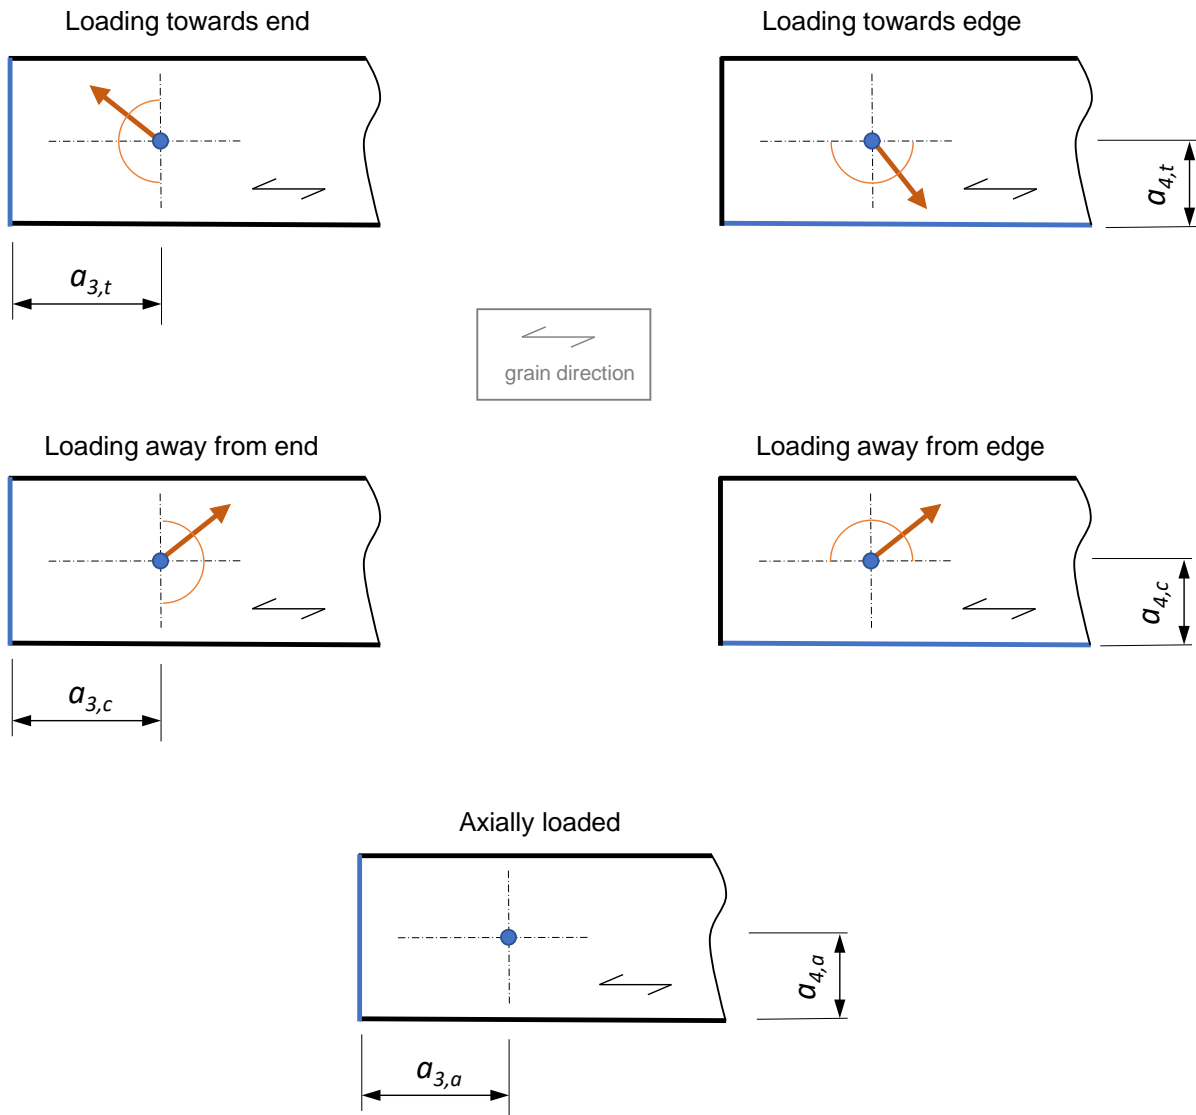 Loading towards end
Loading towards edge
a4,t
a3,t
grain direction
Loading away from end
Loading away from edge
a4,c
a3,c
Axially loaded
a4,a
a3,a